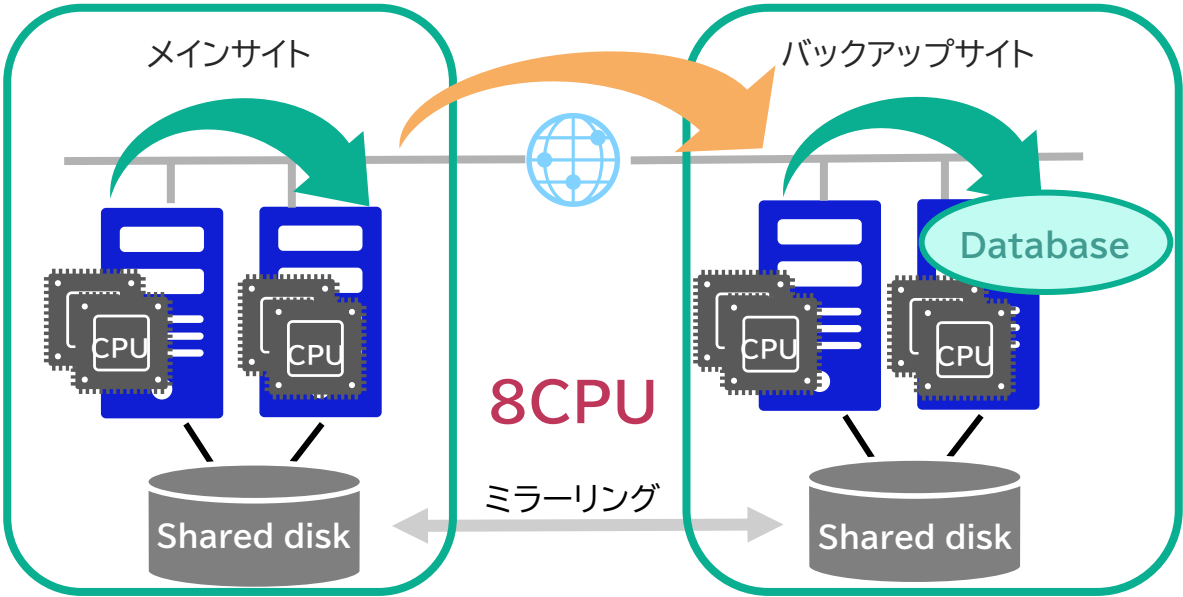 メインサイト
バックアップサイト
Database
CPU
CPU
CPU
CPU
8CPU
ミラーリング
Shared disk
Shared disk